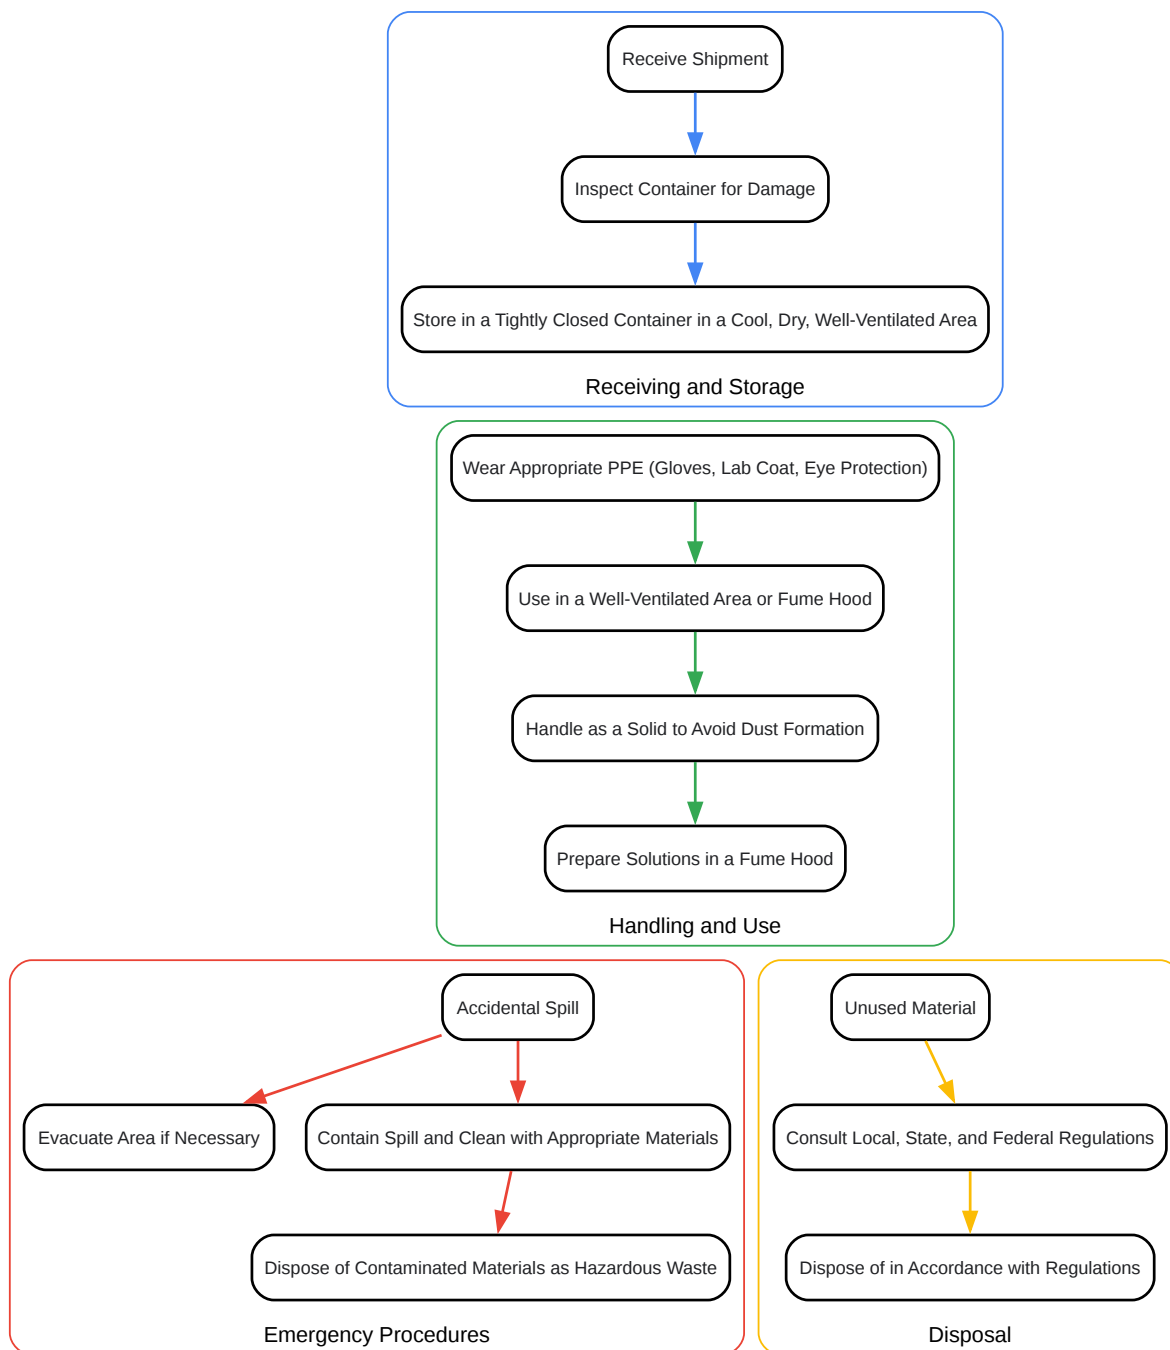 Receive Shipment
Inspect Container for Damage
Store in a Tightly Closed Container in a Cool, Dry, Well-Ventilated Area
Receiving and Storage
Wear Appropriate PPE (Gloves, Lab Coat, Eye Protection)
Use in a Well-Ventilated Area or Fume Hood
Handle as a Solid to Avoid Dust Formation
Prepare Solutions in a Fume Hood
Handling and Use
Accidental Spill
Evacuate Area if Necessary
Contain Spill and Clean with Appropriate Materials
Dispose of Contaminated Materials as Hazardous Waste
Emergency Procedures
Unused Material
Consult Local, State, and Federal Regulations
Dispose of in Accordance with Regulations
Disposal